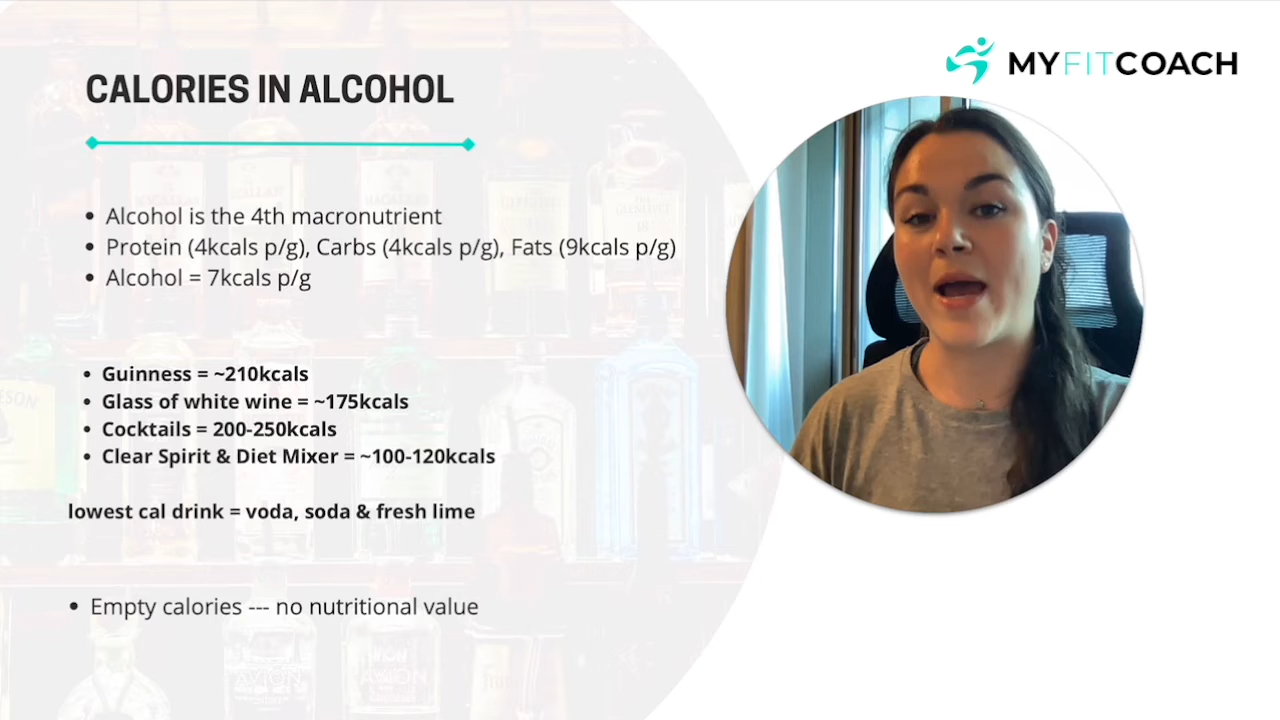 CALORIES IN ALCOHOL
MYFITCOACH
• Alcohol is the 4th macronutrient
• Protein (4kcals p/g), Carbs (4kcals p/g), Fats (9kcals p/g)
• Alcohol = 7kcals p/g
• Guinness = ~210kcals
• Glass of white wine = ~175kcals
• Cocktails = 200-250kcals
• Clear Spirit & Diet Mixer = ~100-120kcals
lowest cal drink = voda, soda & fresh lime
• Empty calories --- no nutritional value
AVION